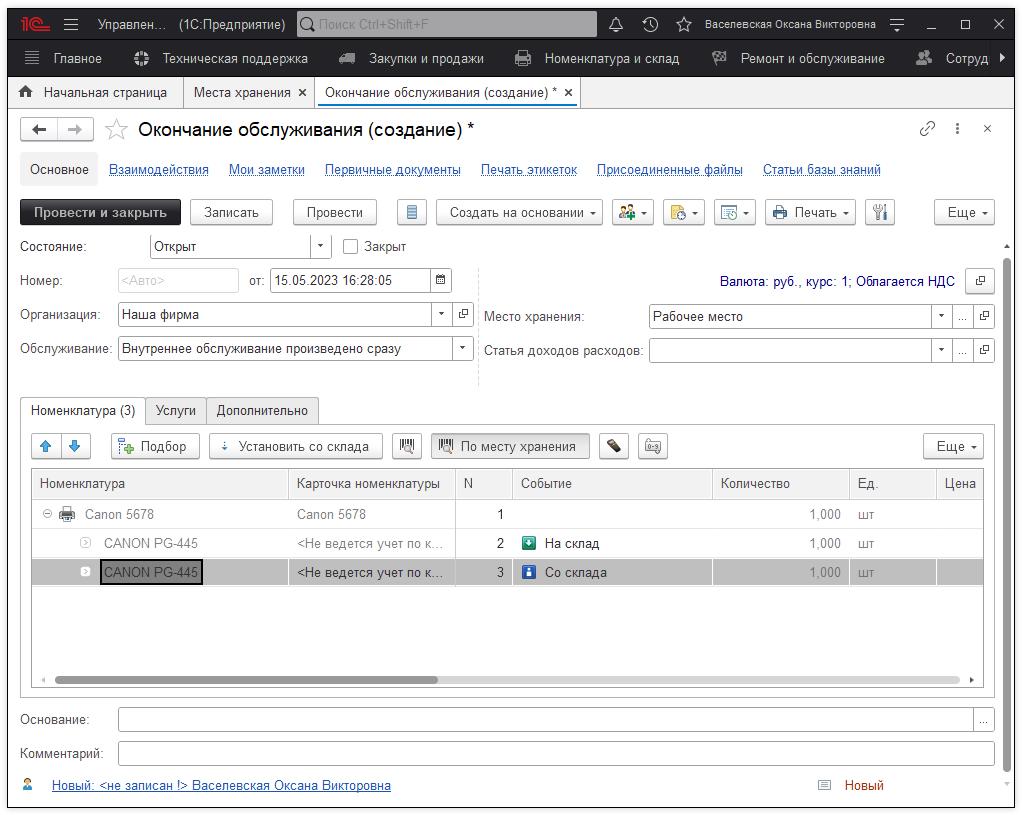 1С Управлен... (1С:Предприятие) Поиск Ctrl+Shift+F Васелевская Оксана Викторовна
Главное Техническая поддержка Закупки и продажи Номенклатура и склад Ремонт и обслуживание Сотруд
Начальная страница Места хранения × Окончание обслуживания (создание) * ×
Окончание обслуживания (создание) *
Основное Взаимодействия Мои заметки Первичные документы Печать этикеток Присоединенные файлы Статьи базы знаний
Провести и закрыть Записать Провести Создать на основании Печать Еще
Состояние: Открыт Закрыт
Номер: <Авто> от: 15.05.2023 16:28:05 Валюта: руб., курс: 1; Облагается НДС
Организация: Наша фирма Место хранения: Рабочее место ...
Обслуживание: Внутреннее обслуживание произведено сразу Статья доходов расходов: ...
Номенклатура (3) Услуги Дополнительно
Подбор Установить со склада По месту хранения Еще
Номенклатура Карточка номенклатуры N Событие Количество Ед. Цена
Canon 5678 Canon 5678 1 1,000 шт
CANON PG-445 <Не ведется учет по к... 2 На склад 1,000 шт
CANON PG-445 <Не ведется учет по к... 3 Со склада 1,000 шт
Основание: ...
Комментарий:
Новый: <не записан !> Васелевская Оксана Викторовна Новый